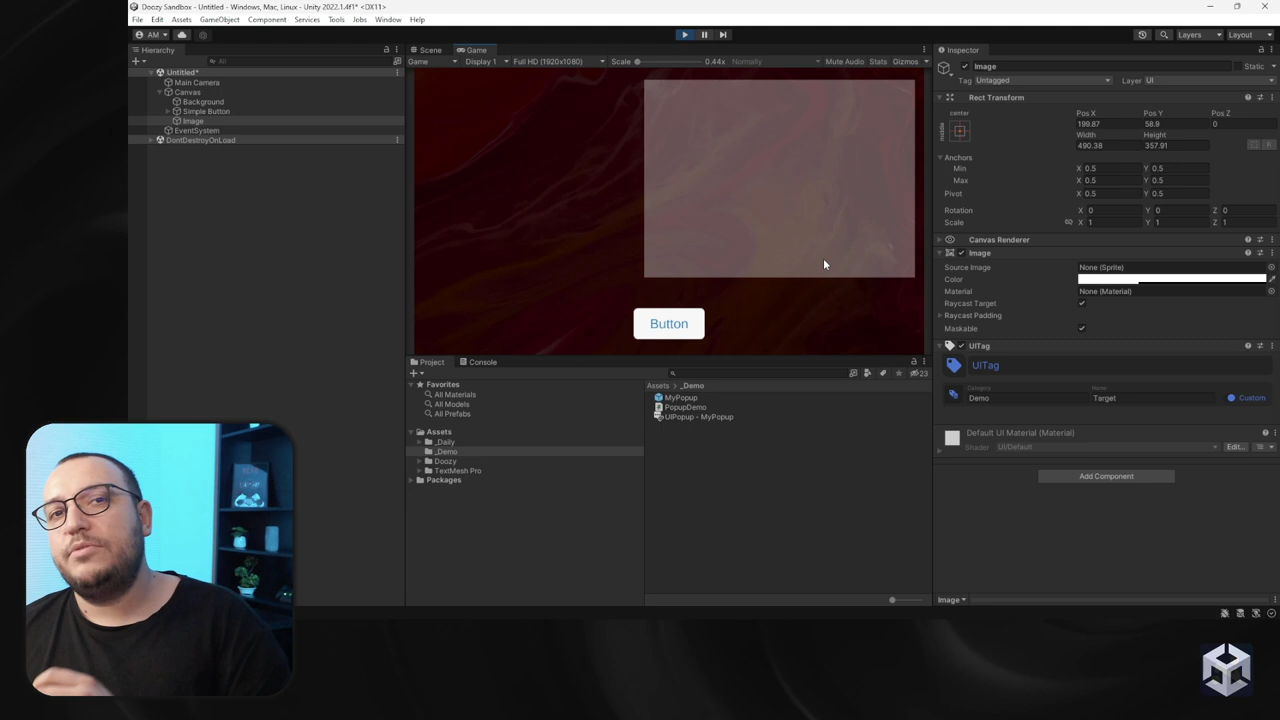 Doozy Sandbox - Untitled - Windows, Mac, Linux - Unity 2022.1.4f1* <DX11>
File Edit Assets GameObject Component Services Tools Jobs Window Help
AM Layers Layout
Hierarchy
All
Untitled*
Main Camera
Canvas
Background
Simple Button
Image
EventSystem
DontDestroyOnLoad
Scene Game
Game Display 1 Full HD (1920x1080) Scale 0.44x Normally Mute Audio Stats Gizmos
Button
Project Console
23
Favorites
All Materials
All Models
All Prefabs
Assets
_Daily
_Demo
Doozy
TextMesh Pro
Packages
Assets > _Demo
MyPopup
PopupDemo
UIPopup - MyPopup
Inspector
Image Static
Tag Untagged Layer UI
Rect Transform
center Pos X Pos Y Pos Z
middle 199.87 58.9 0
Width Height
490.38 357.91 R
Anchors
Min X 0.5 Y 0.5
Max X 0.5 Y 0.5
Pivot X 0.5 Y 0.5
Rotation X 0 Y 0 Z 0
Scale X 1 Y 1 Z 1
Canvas Renderer
Image
Source Image None (Sprite)
Color
Material None (Material)
Raycast Target
Raycast Padding
Maskable
UITag
UITag
Category Name
Demo Target Custom
Default UI Material (Material)
Shader UI/Default Edit...
Add Component
Image